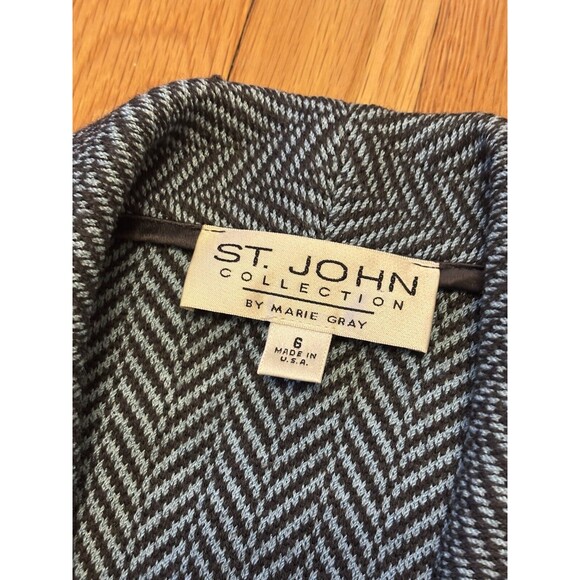 ST. JOHN
COLLECTION
BY MARIE GRAY
6
MADE IN
U.S.A.